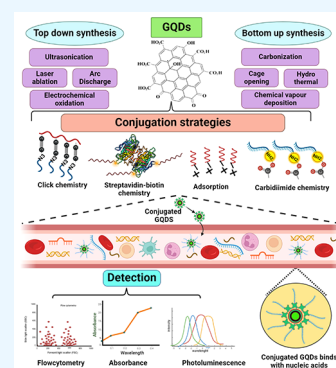 Top down synthesis
GQDs
Bottom up synthesis
Ultrasonication
Laser
ablation
Arc
Discharge
Electrochemical
oxidation
HO₂C
OH
CO₂H
Carbonization
Cage
opening
Hydro
thermal
Chemical vapour
deposition
Conjugation strategies
Click chemistry
Streptavidin-biotin
chemistry
Adsorption
Carbidiimide chemistry
Conjugated
GQDS
Detection
Absorbance
Wavelength
Intensity
wavelength
Flowcytometry
Absorbance
Photoluminescence
Conjugated GQDs binds
with nucleic acids